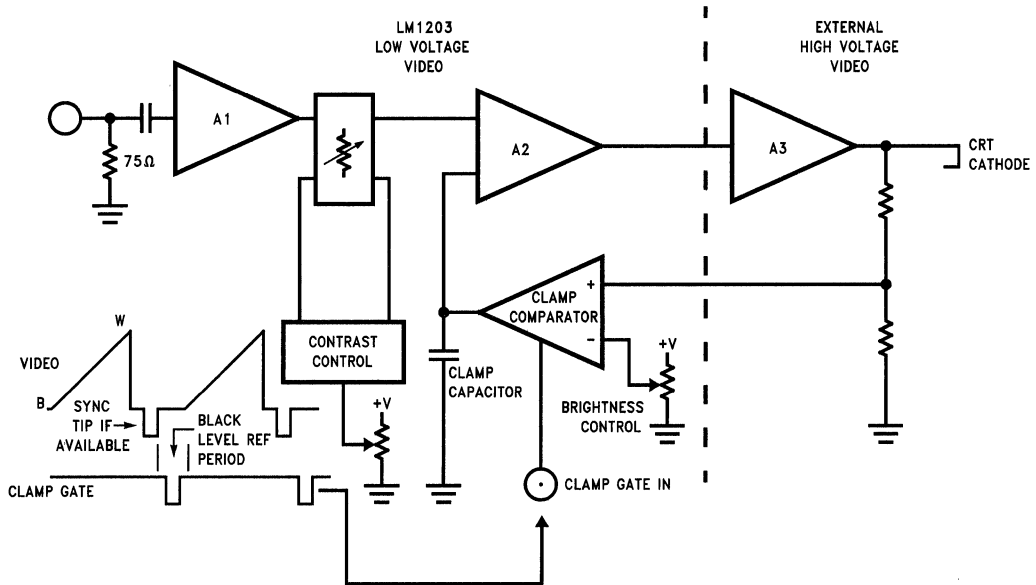 LM1203
LOW VOLTAGE
VIDEO
EXTERNAL
HIGH VOLTAGE
VIDEO
A1
75Ω
A2
A3
CRT
CATHODE
+
CLAMP
COMPARATOR
-
W
VIDEO
B
SYNC
TIP IF
AVAILABLE
BLACK
LEVEL REF
PERIOD
CONTRAST
CONTROL
+V
CLAMP
CAPACITOR
+V
BRIGHTNESS
CONTROL
CLAMP GATE
CLAMP GATE IN